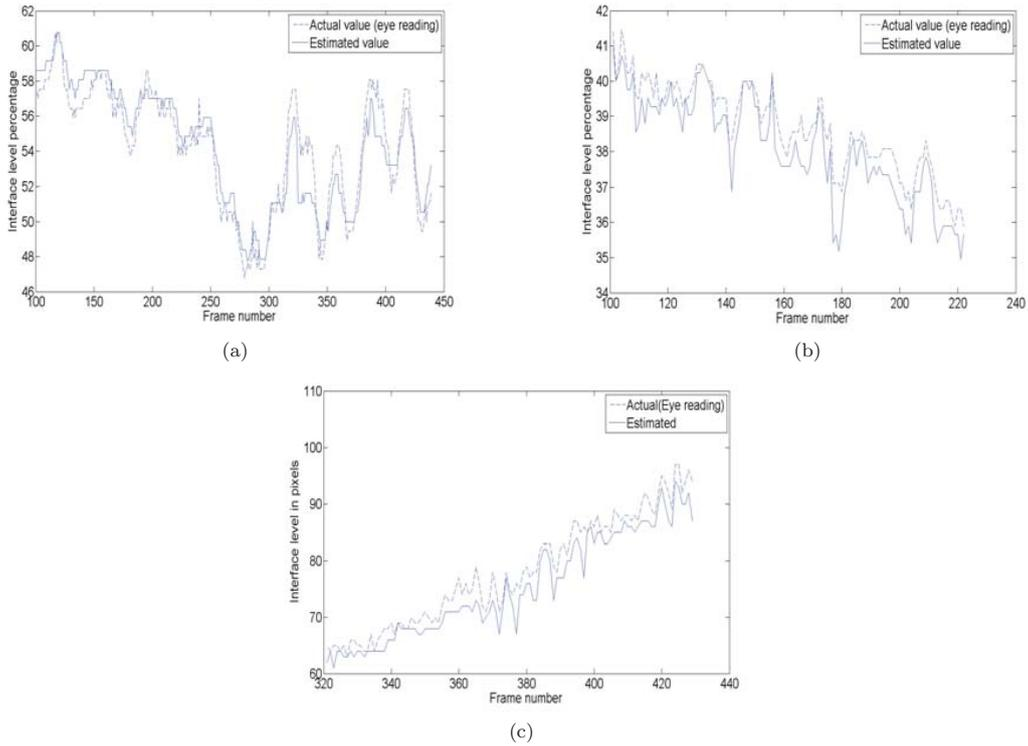 62
60
58
56
54
52
50
48
46
Interface level percentage
Actual value (eye reading)
Estimated value
100 150 200 250 300 350 400 450
Frame number
(a)
42
41
40
39
38
37
36
35
34
Interface level percentage
Actual value (eye reading)
Estimated value
100 120 140 160 180 200 220 240
Frame number
(b)
110
100
90
80
70
60
Interface level in pixels
Actual(Eye reading)
Estimated
320 340 360 380 400 420 440
Frame number
(c)